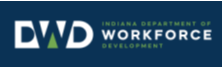 DWD
INDIANA DEPARTMENT OF
WORKFORCE
DEVELOPMENT